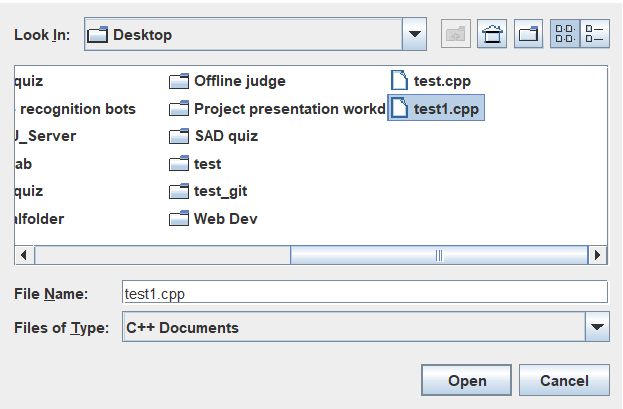 Look In: Desktop
quiz Offline judge test.cpp
recognition bots Project presentation workd test1.cpp
J_Server SAD quiz
ab test
quiz test_git
lfolder Web Dev
File Name: test1.cpp
Files of Type: C++ Documents
Open Cancel